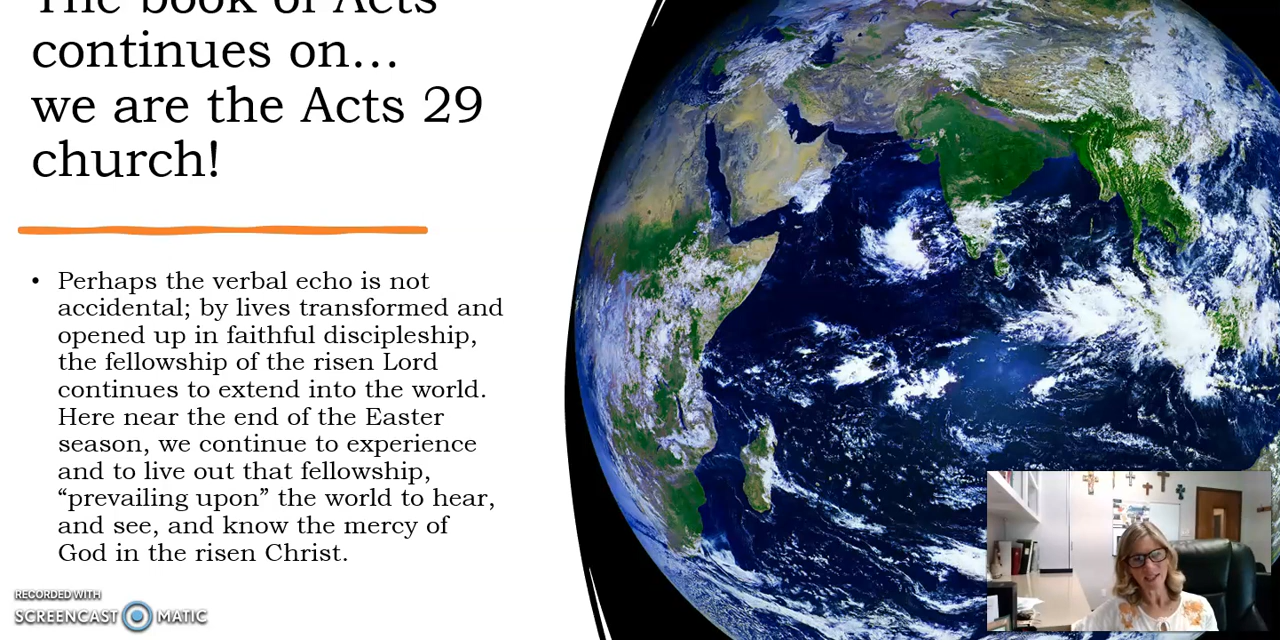 The book of Acts
continues on…
we are the Acts 29
church!
• Perhaps the verbal echo is not
accidental; by lives transformed and
opened up in faithful discipleship,
the fellowship of the risen Lord
continues to extend into the world.
Here near the end of the Easter
season, we continue to experience
and to live out that fellowship,
“prevailing upon” the world to hear,
and see, and know the mercy of
God in the risen Christ.
RECORDED WITH
SCREENCAST MATIC